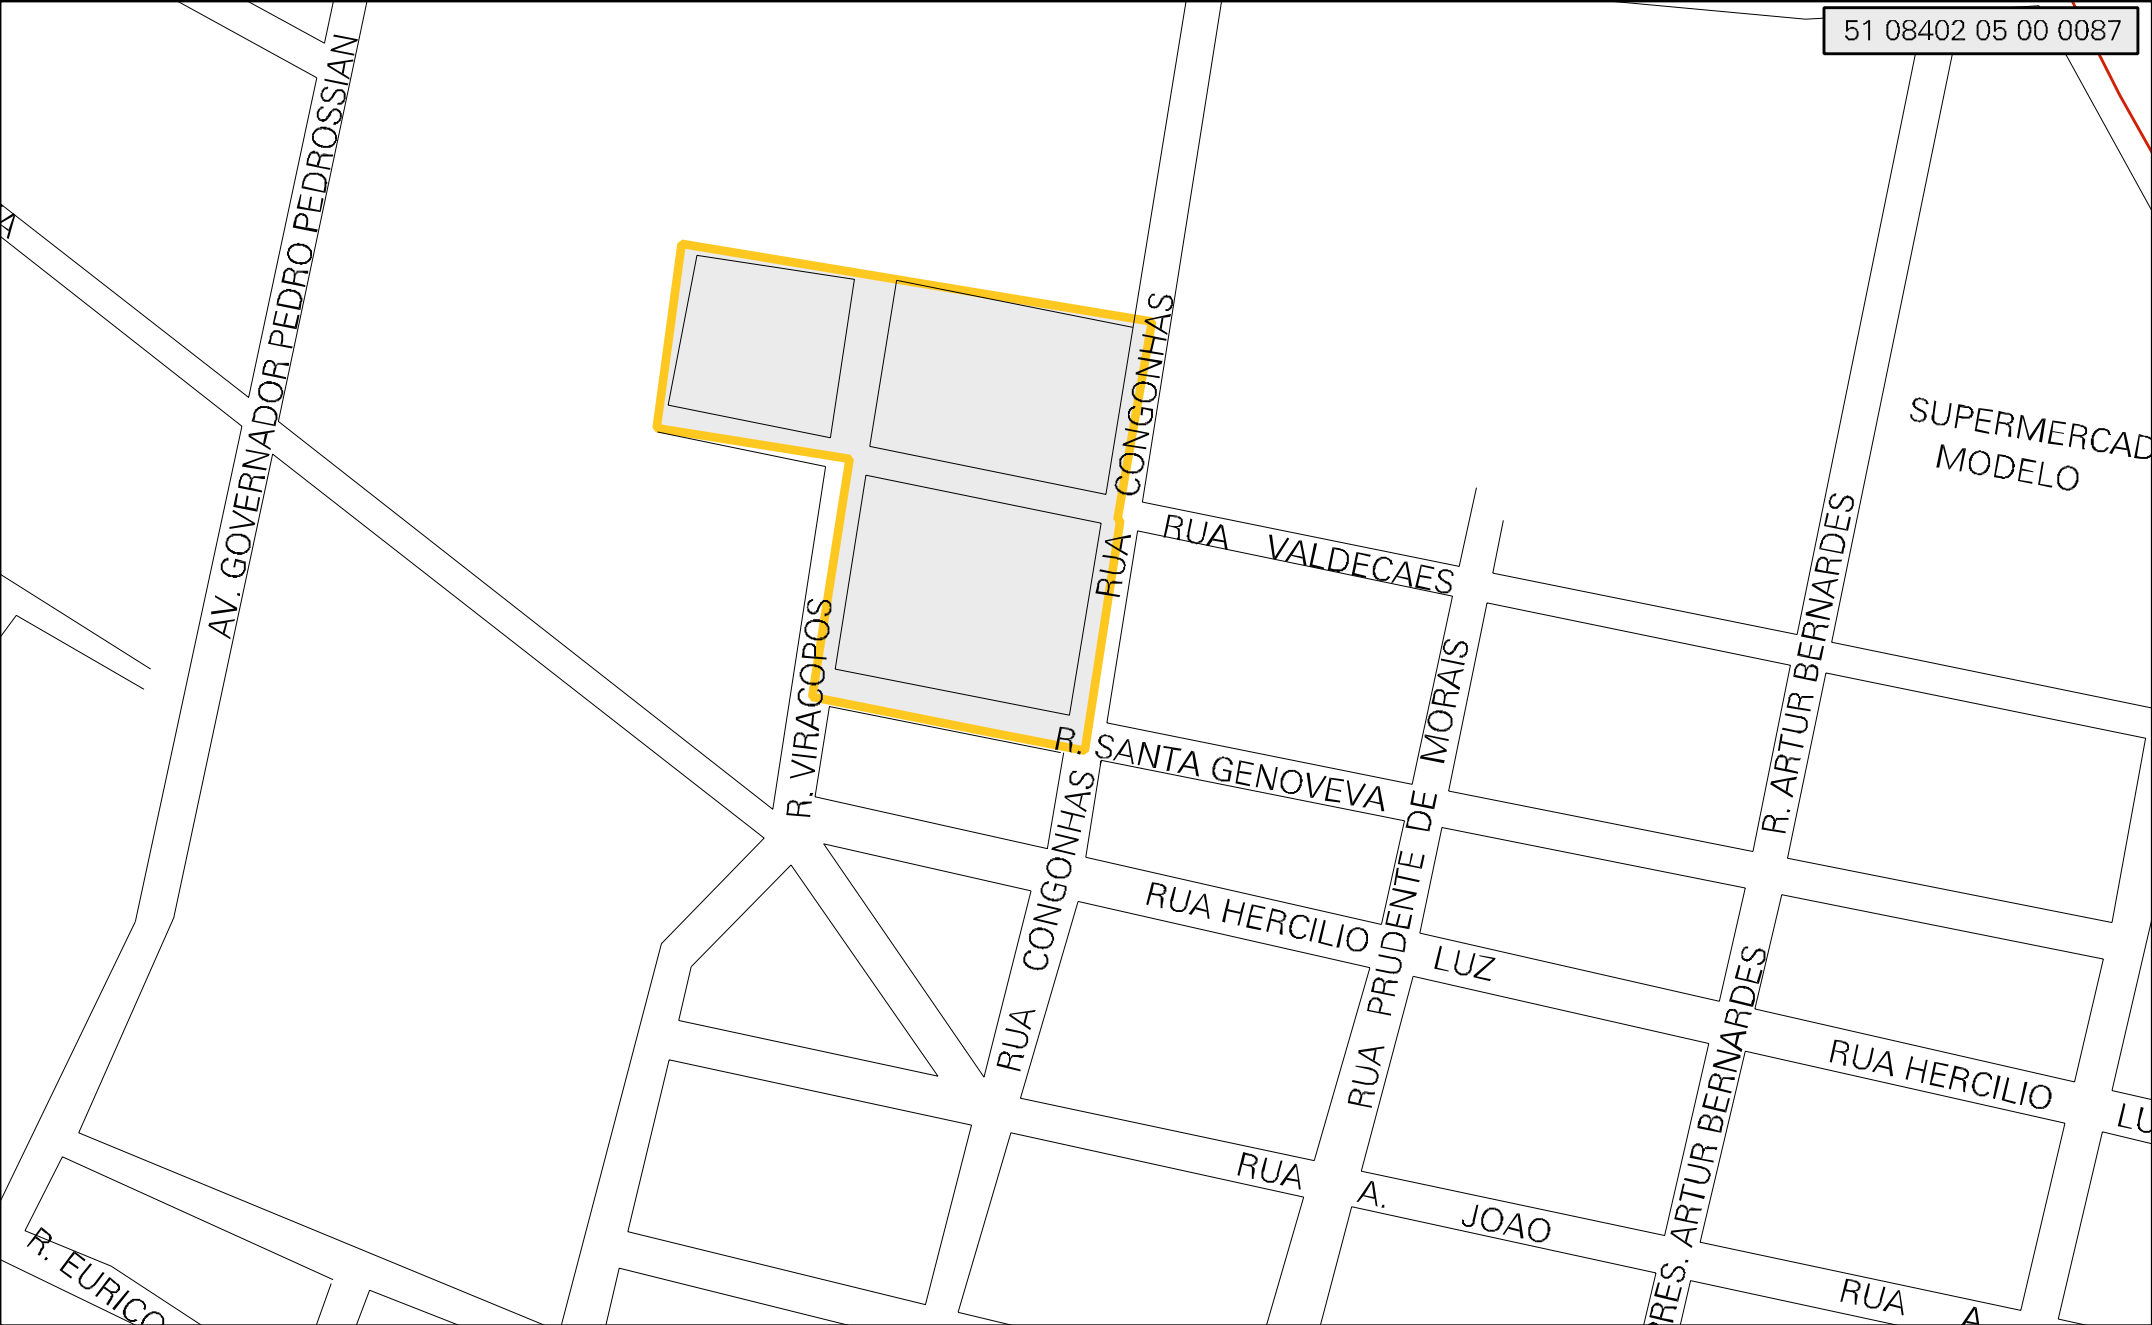 51 08402 05 00 0087
AV. GOVERNADOR PEDRO PEDROSSIAN
A
RUA CONGONHAS
SUPERMERCAD
MODELO
RUA VALDECAES
R. ARTUR BERNARDES
R. VIRACOPOS
R. SANTA GENOVEVA
RUA PRUDENTE DE MORAIS
RUA CONGONHAS
RUA HERCILIO LUZ
RES. ARTUR BERNARDES
RUA HERCILIO LU
RUA A. JOAO
RUA A
R. EURICO